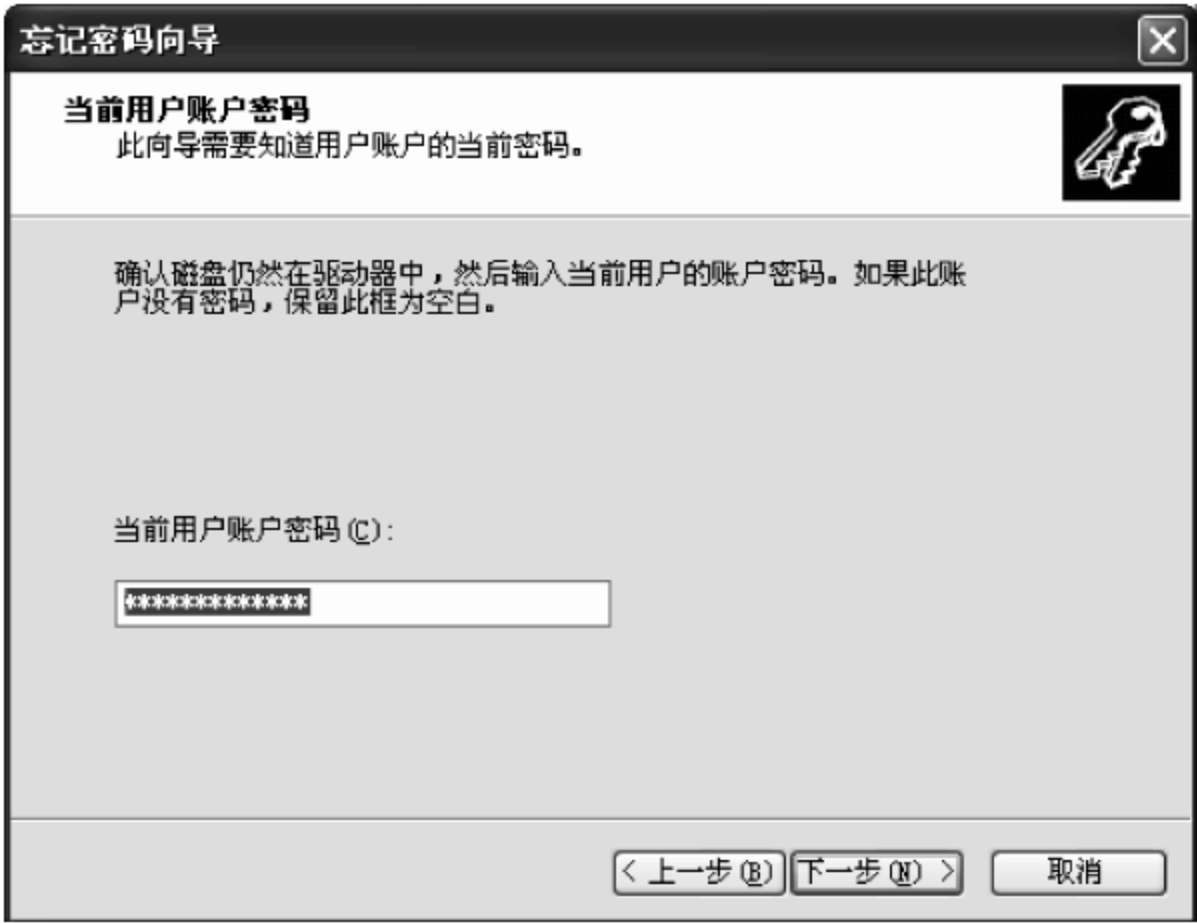 忘记密码向导
当前用户账户密码
此向导需要知道用户账户的当前密码。
确认磁盘仍然在驱动器中，然后输入当前用户的账户密码。如果此账
户没有密码，保留此框为空白。
当前用户账户密码(C):
*************
< 上一步(B) 下一步(N) > 取消